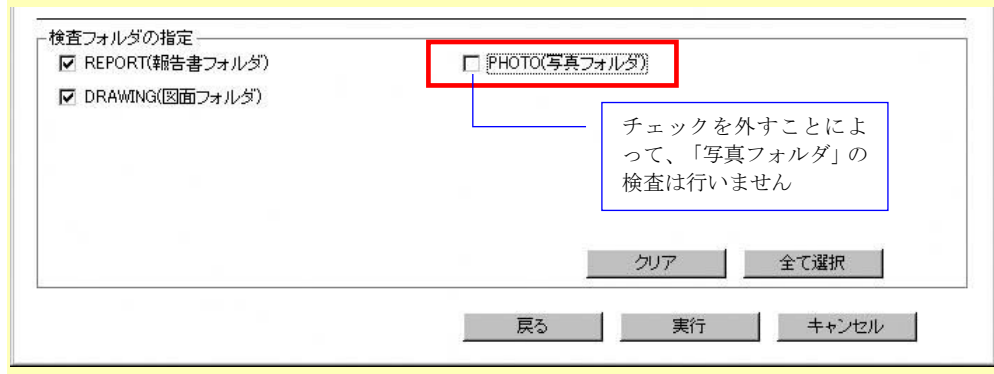 検査フォルダの指定
REPORT(報告書フォルダ)
PHOTO(写真フォルダ)
DRAWING(図面フォルダ)
チェックを外すことによ
って、「写真フォルダ」の
検査は行いません
クリア
全て選択
戻る
実行
キャンセル